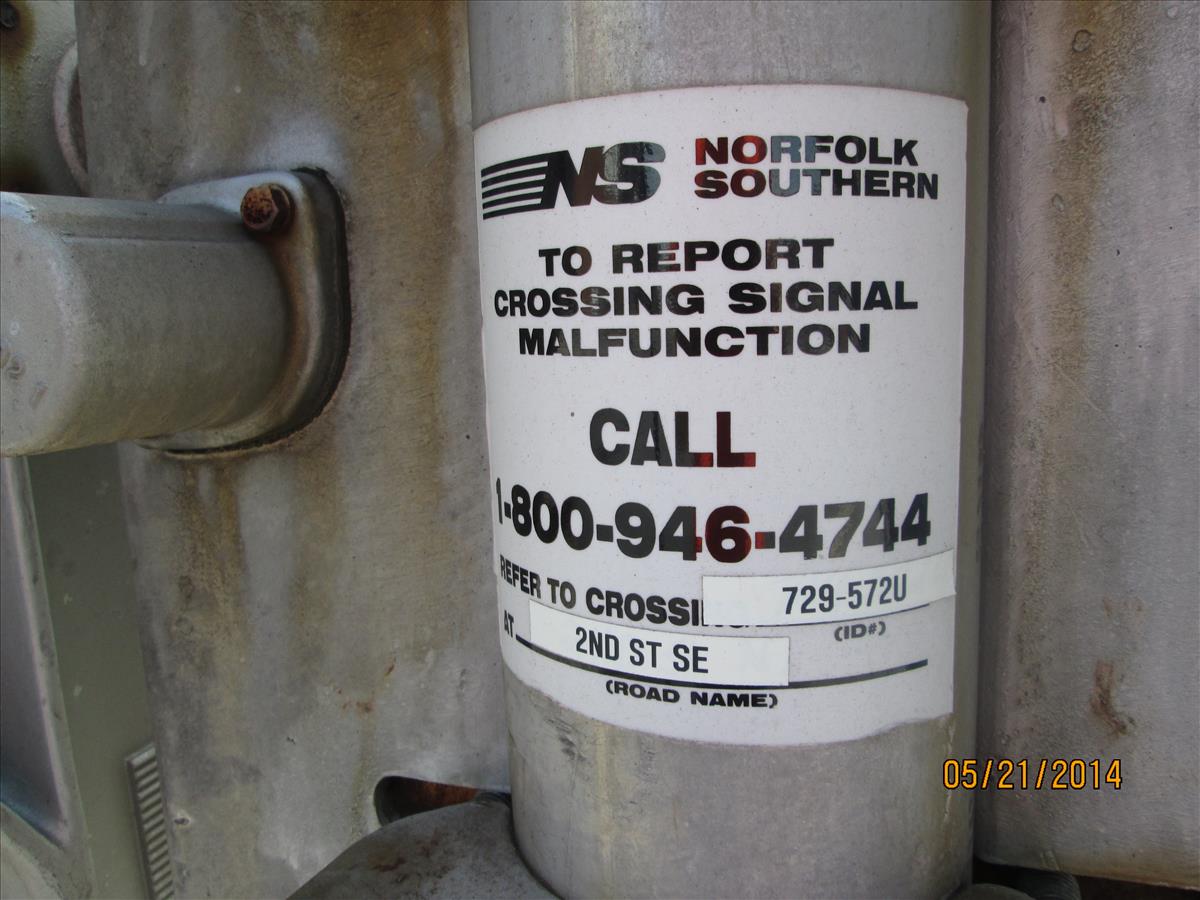 NS NORFOLK
SOUTHERN
TO REPORT
CROSSING SIGNAL
MALFUNCTION
CALL
1-800-946-4744
REFER TO CROSSING 729-572U
(ID#)
AT 2ND ST SE
(ROAD NAME)
05/21/2014